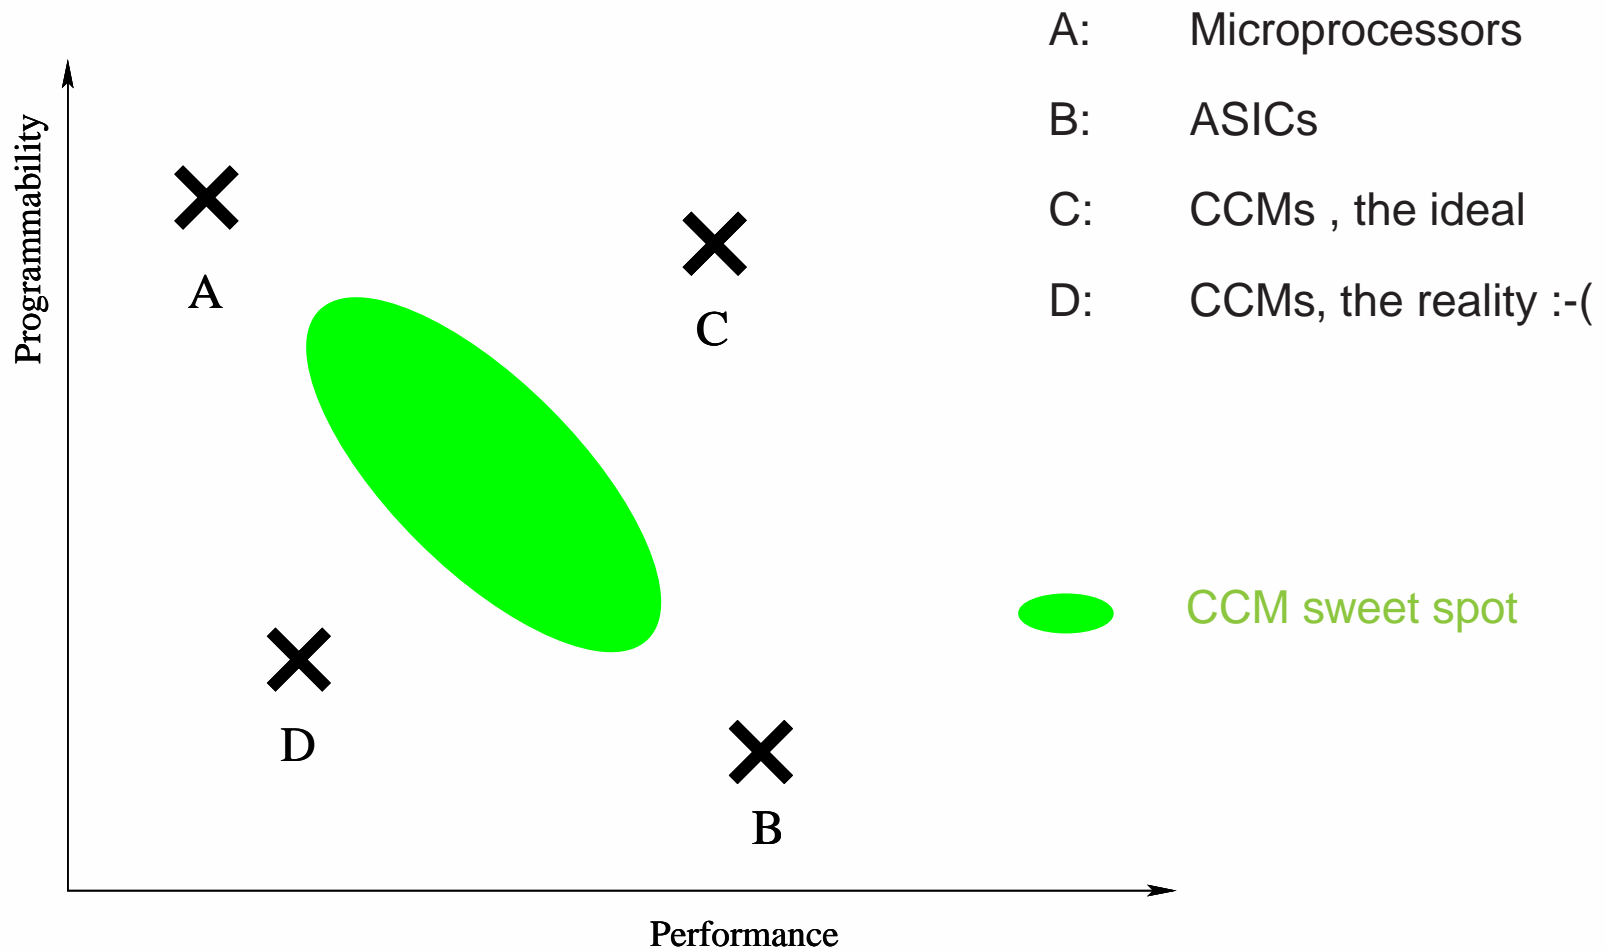 A: Microprocessors
B: ASICs
C: CCMs , the ideal
D: CCMs, the reality :-(
Programmability
A
C
CCM sweet spot
D
B
Performance